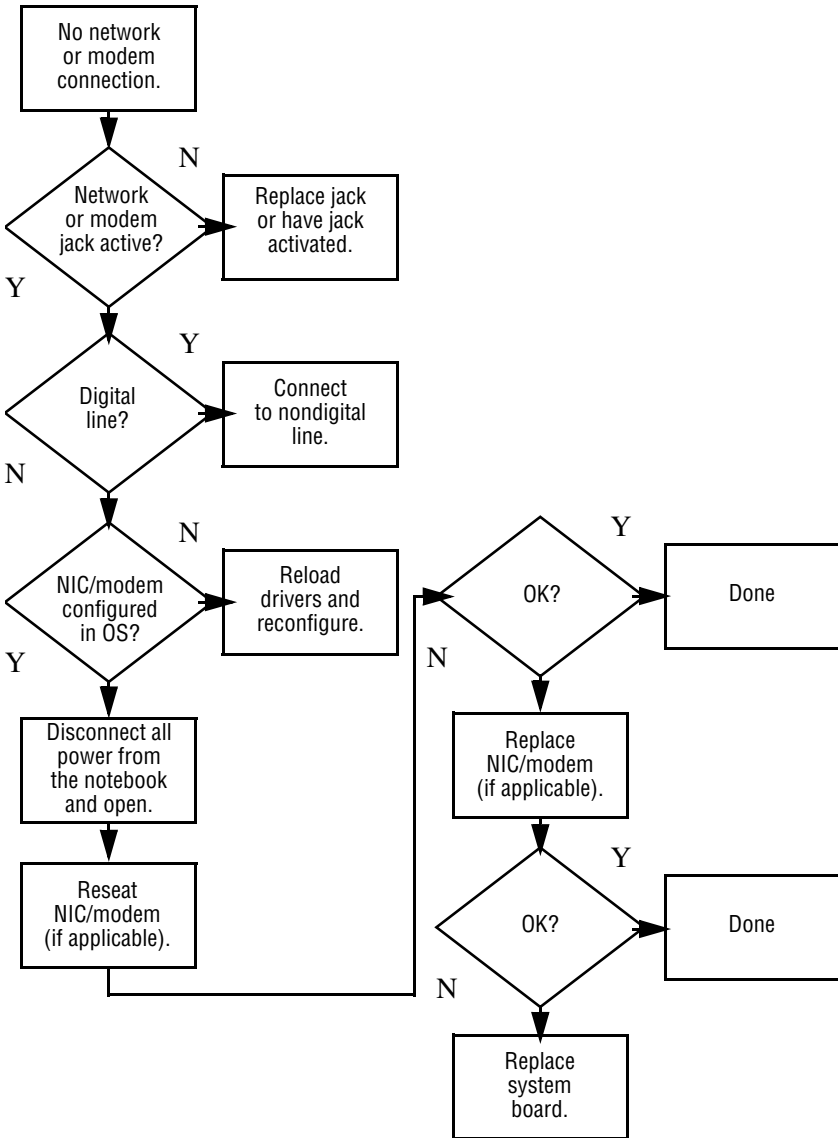 No network
or modem
connection.
N
Network
or modem
jack active?
Replace jack
or have jack
activated.
Y
Y
Digital
line?
Connect
to nondigital
line.
N
N
NIC/modem
configured
in OS?
Reload
drivers and
reconfigure.
Y
Disconnect all
power from
the notebook
and open.
Reseat
NIC/modem
(if applicable).
Y
OK?
Done
N
Replace
NIC/modem
(if applicable).
Y
OK?
Done
N
Replace
system
board.